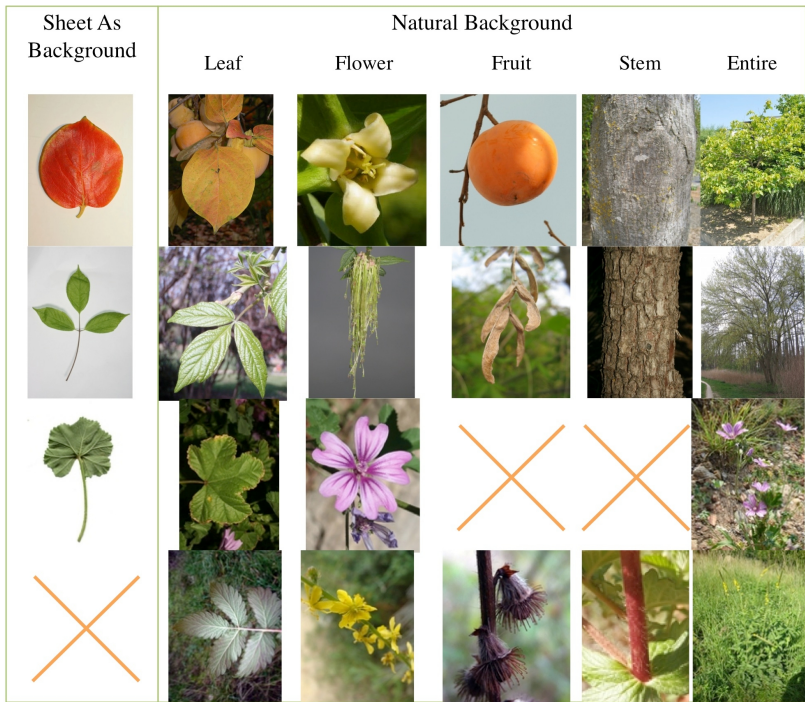 Sheet As
Background
Natural Background
Leaf
Flower
Fruit
Stem
Entire